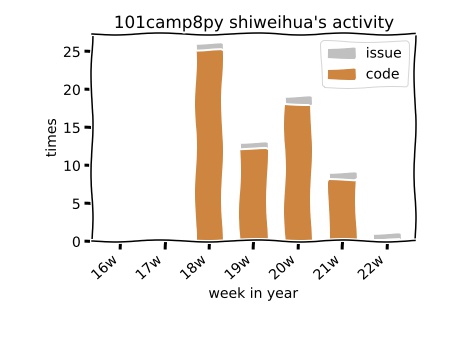 101camp8py shiweihua's activity
issue
code
25
20
15
10
5
0
times
16w 17w 18w 19w 20w 21w 22w
week in year